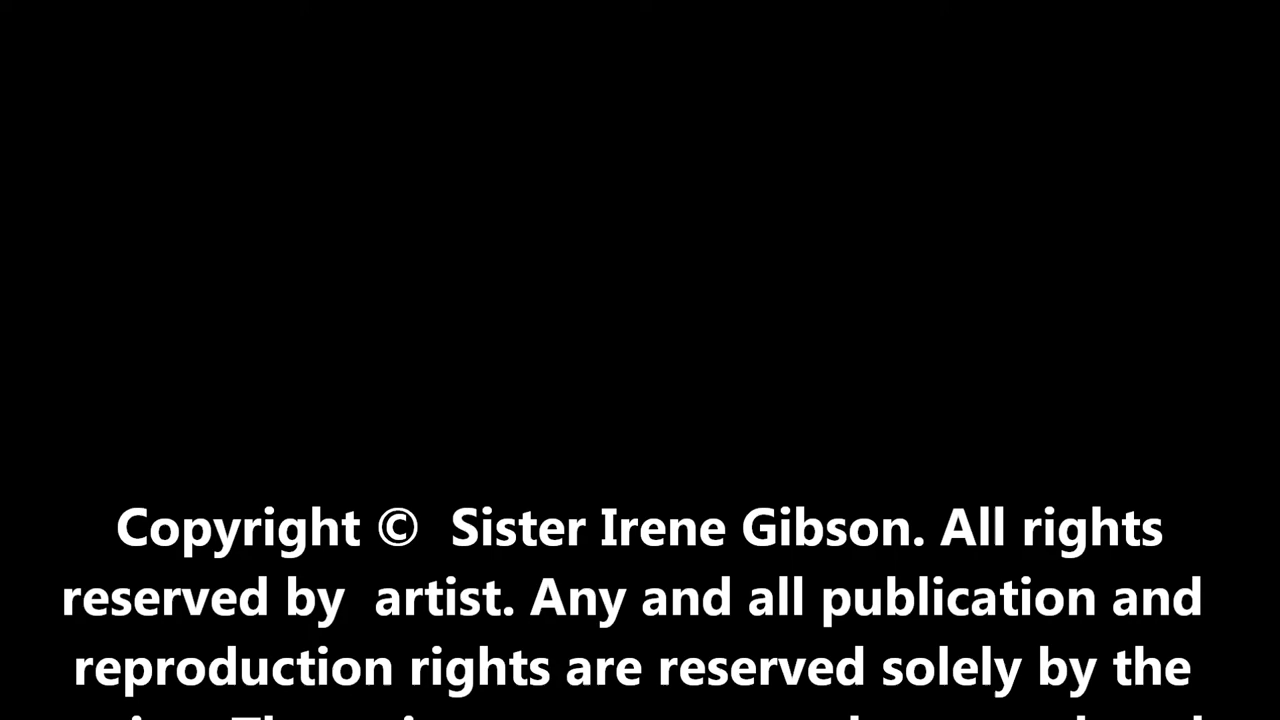 Copyright ©  Sister Irene Gibson. All rights
reserved by  artist. Any and all publication and
reproduction rights are reserved solely by the